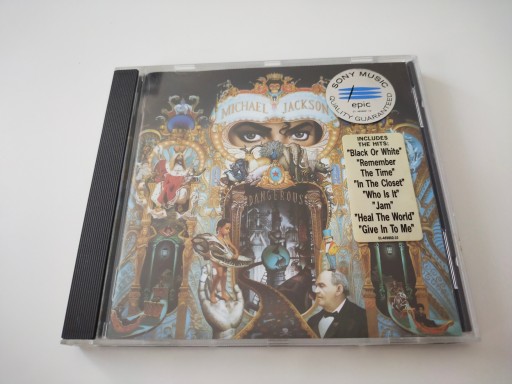 MICHAEL JACKSON
DANGEROUS
SONY MUSIC
epic
QUALITY GUARANTEED
INCLUDES
THE HITS:
"Black Or White"
"Remember
The Time"
"In The Closet"
"Who Is It"
"Jam"
"Heal The World"
"Give In To Me"